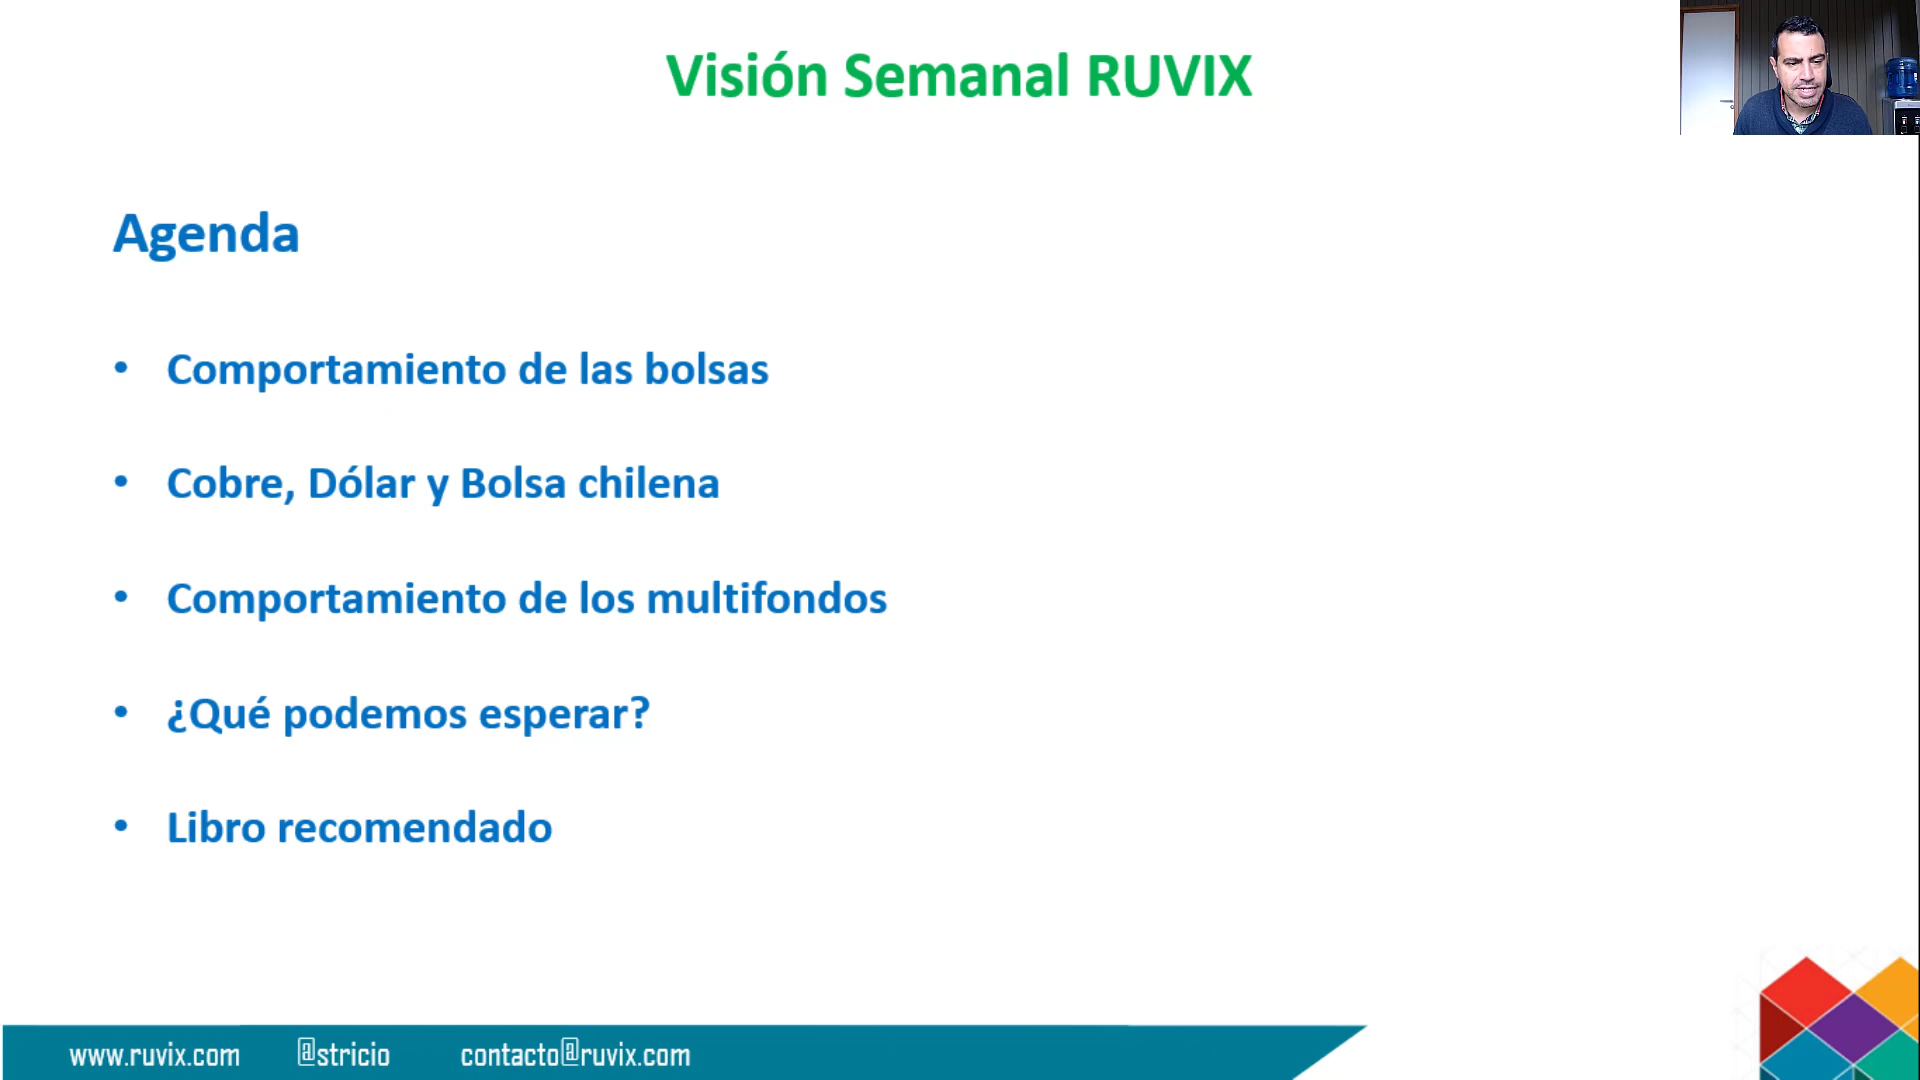 Visión Semanal RUVIX
Agenda
• Comportamiento de las bolsas
• Cobre, Dólar y Bolsa chilena
• Comportamiento de los multifondos
• ¿Qué podemos esperar?
• Libro recomendado
www.ruvix.com @stricio contacto@ruvix.com